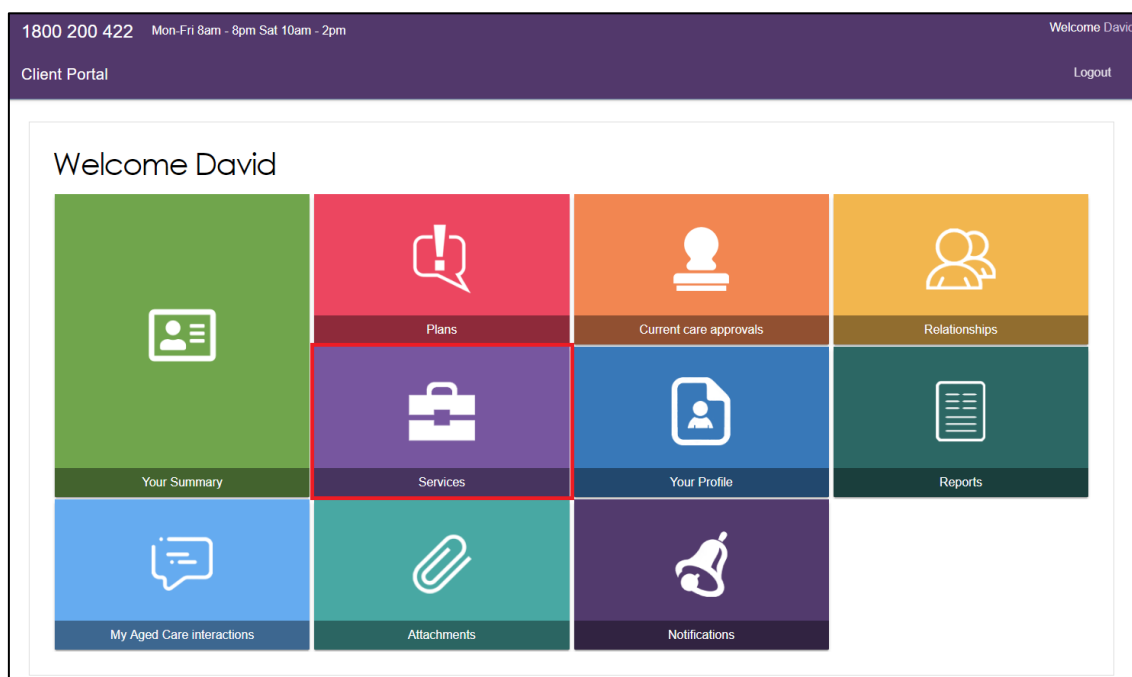 1800 200 422 Mon-Fri 8am - 8pm Sat 10am - 2pm
Welcome David
Client Portal
Logout
Welcome David
Plans
Current care approvals
Relationships
Your Summary
Services
Your Profile
Reports
My Aged Care interactions
Attachments
Notifications